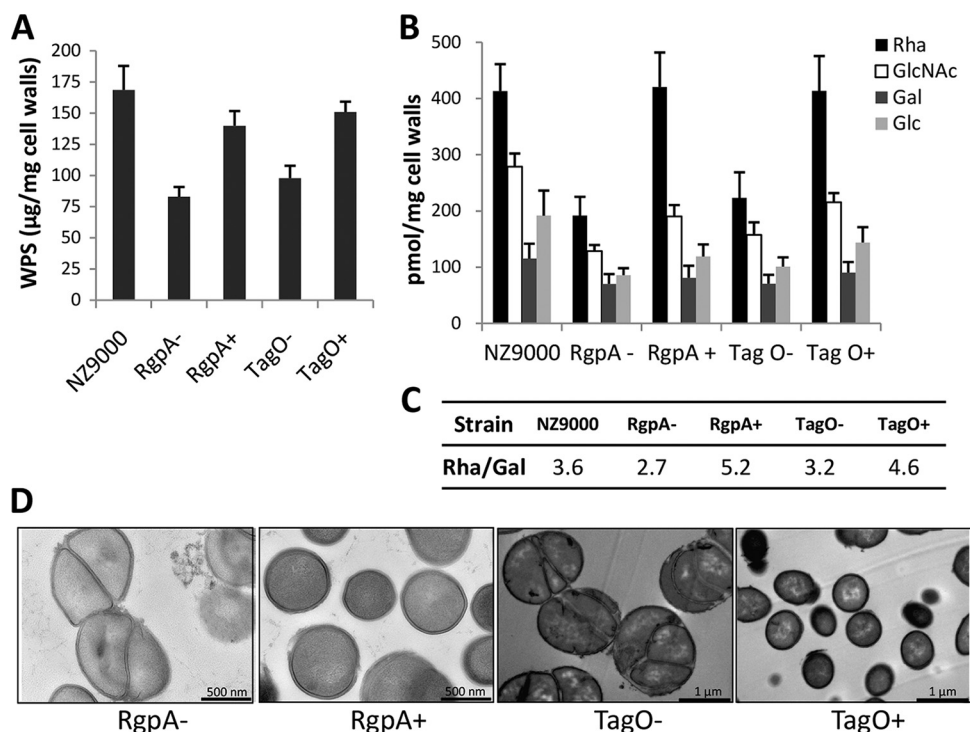 A
WPS (µg/mg cell walls)
200
175
150
125
100
75
50
25
0
NZ9000
RgpA-
RgpA+
TagO-
TagO+
B
pmol/mg cell walls
500
400
300
200
100
0
Rha
GlcNAc
Gal
Glc
NZ9000 RgpA - RgpA + Tag O- Tag O+
C
Strain NZ9000 RgpA- RgpA+ TagO- TagO+
Rha/Gal 3.6 2.7 5.2 3.2 4.6
D
500 nm 500 nm 1 µm 1 µm
RgpA- RgpA+ TagO- TagO+